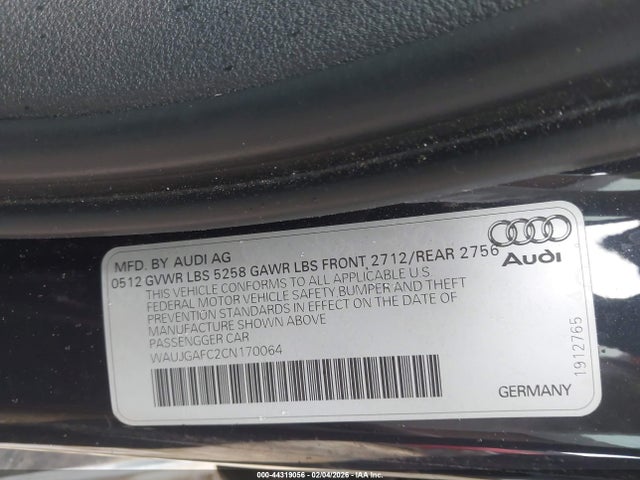 MFD. BY AUDI AG
0512 GVWR LBS 5258 GAWR LBS FRONT 2712/REAR 2756
THIS VEHICLE CONFORMS TO ALL APPLICABLE U.S.
FEDERAL MOTOR VEHICLE SAFETY BUMPER AND THEFT
PREVENTION STANDARDS IN EFFECT ON THE DATE OF
MANUFACTURE SHOWN ABOVE
PASSENGGER CAR
WAUJGAFC2CN170064
Audi
1912765
GERMANY
000-44319056 - 02/04/2026 - IAA Inc.